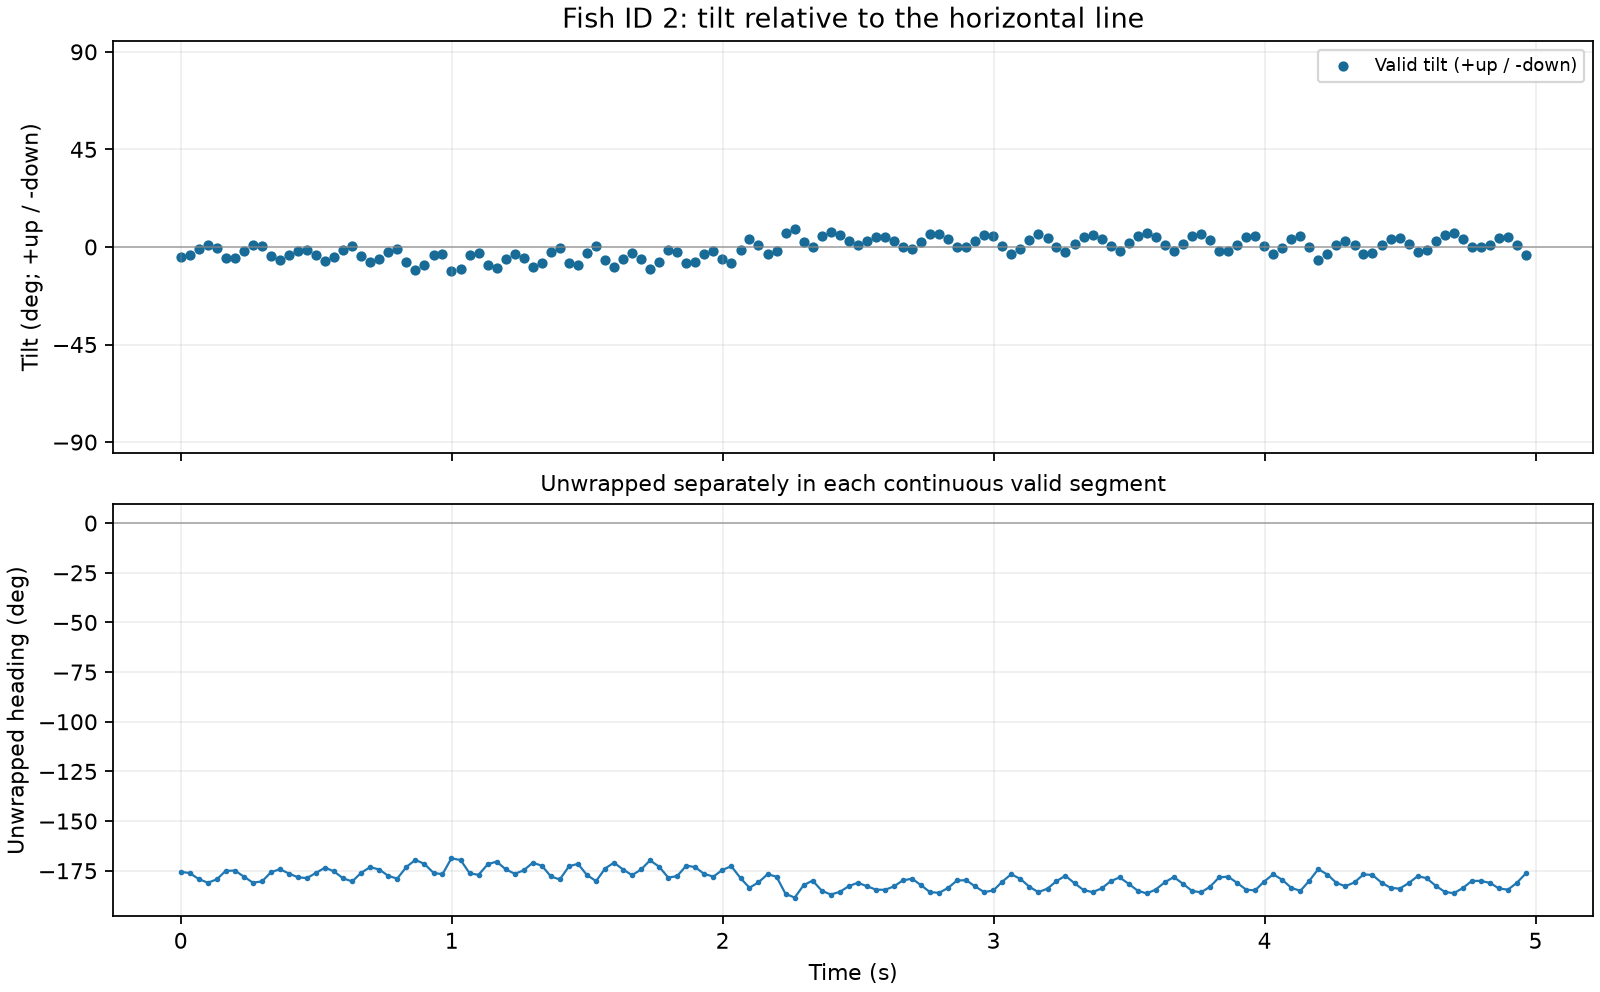 Fish ID 2: tilt relative to the horizontal line
Valid tilt (+up / -down)
Tilt (deg; +up / -down)
90
45
0
−45
−90
Unwrapped separately in each continuous valid segment
Unwrapped heading (deg)
0
−25
−50
−75
−100
−125
−150
−175
0 1 2 3 4 5
Time (s)